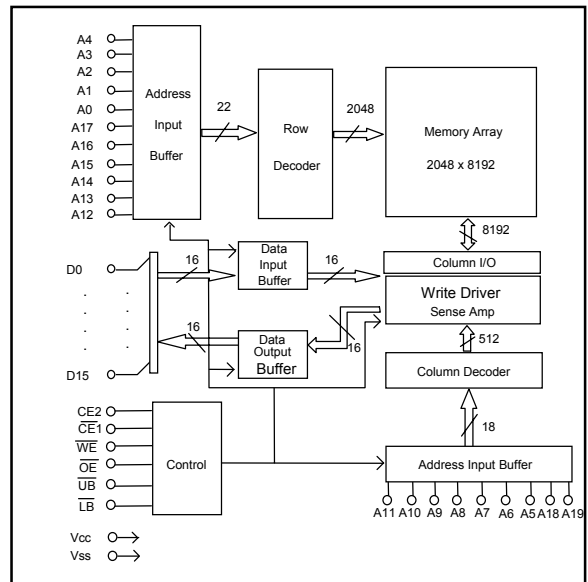 A4
A3
A2
A1
A0
A17
A16
A15
A14
A13
A12
Address
Input
Buffer
22
Row
Decoder
2048
Memory Array
2048 x 8192
8192
D0
. .
. .
. .
. .
D15
16
Data
Input
Buffer
16
Column I/O
Write Driver
Sense Amp
16
Data
Output
Buffer
16
512
Column Decoder
18
CE2
CE1
WE
OE
UB
LB
Control
Address Input Buffer
A11 A10 A9 A8 A7 A6 A5 A18 A19
Vcc
Vss